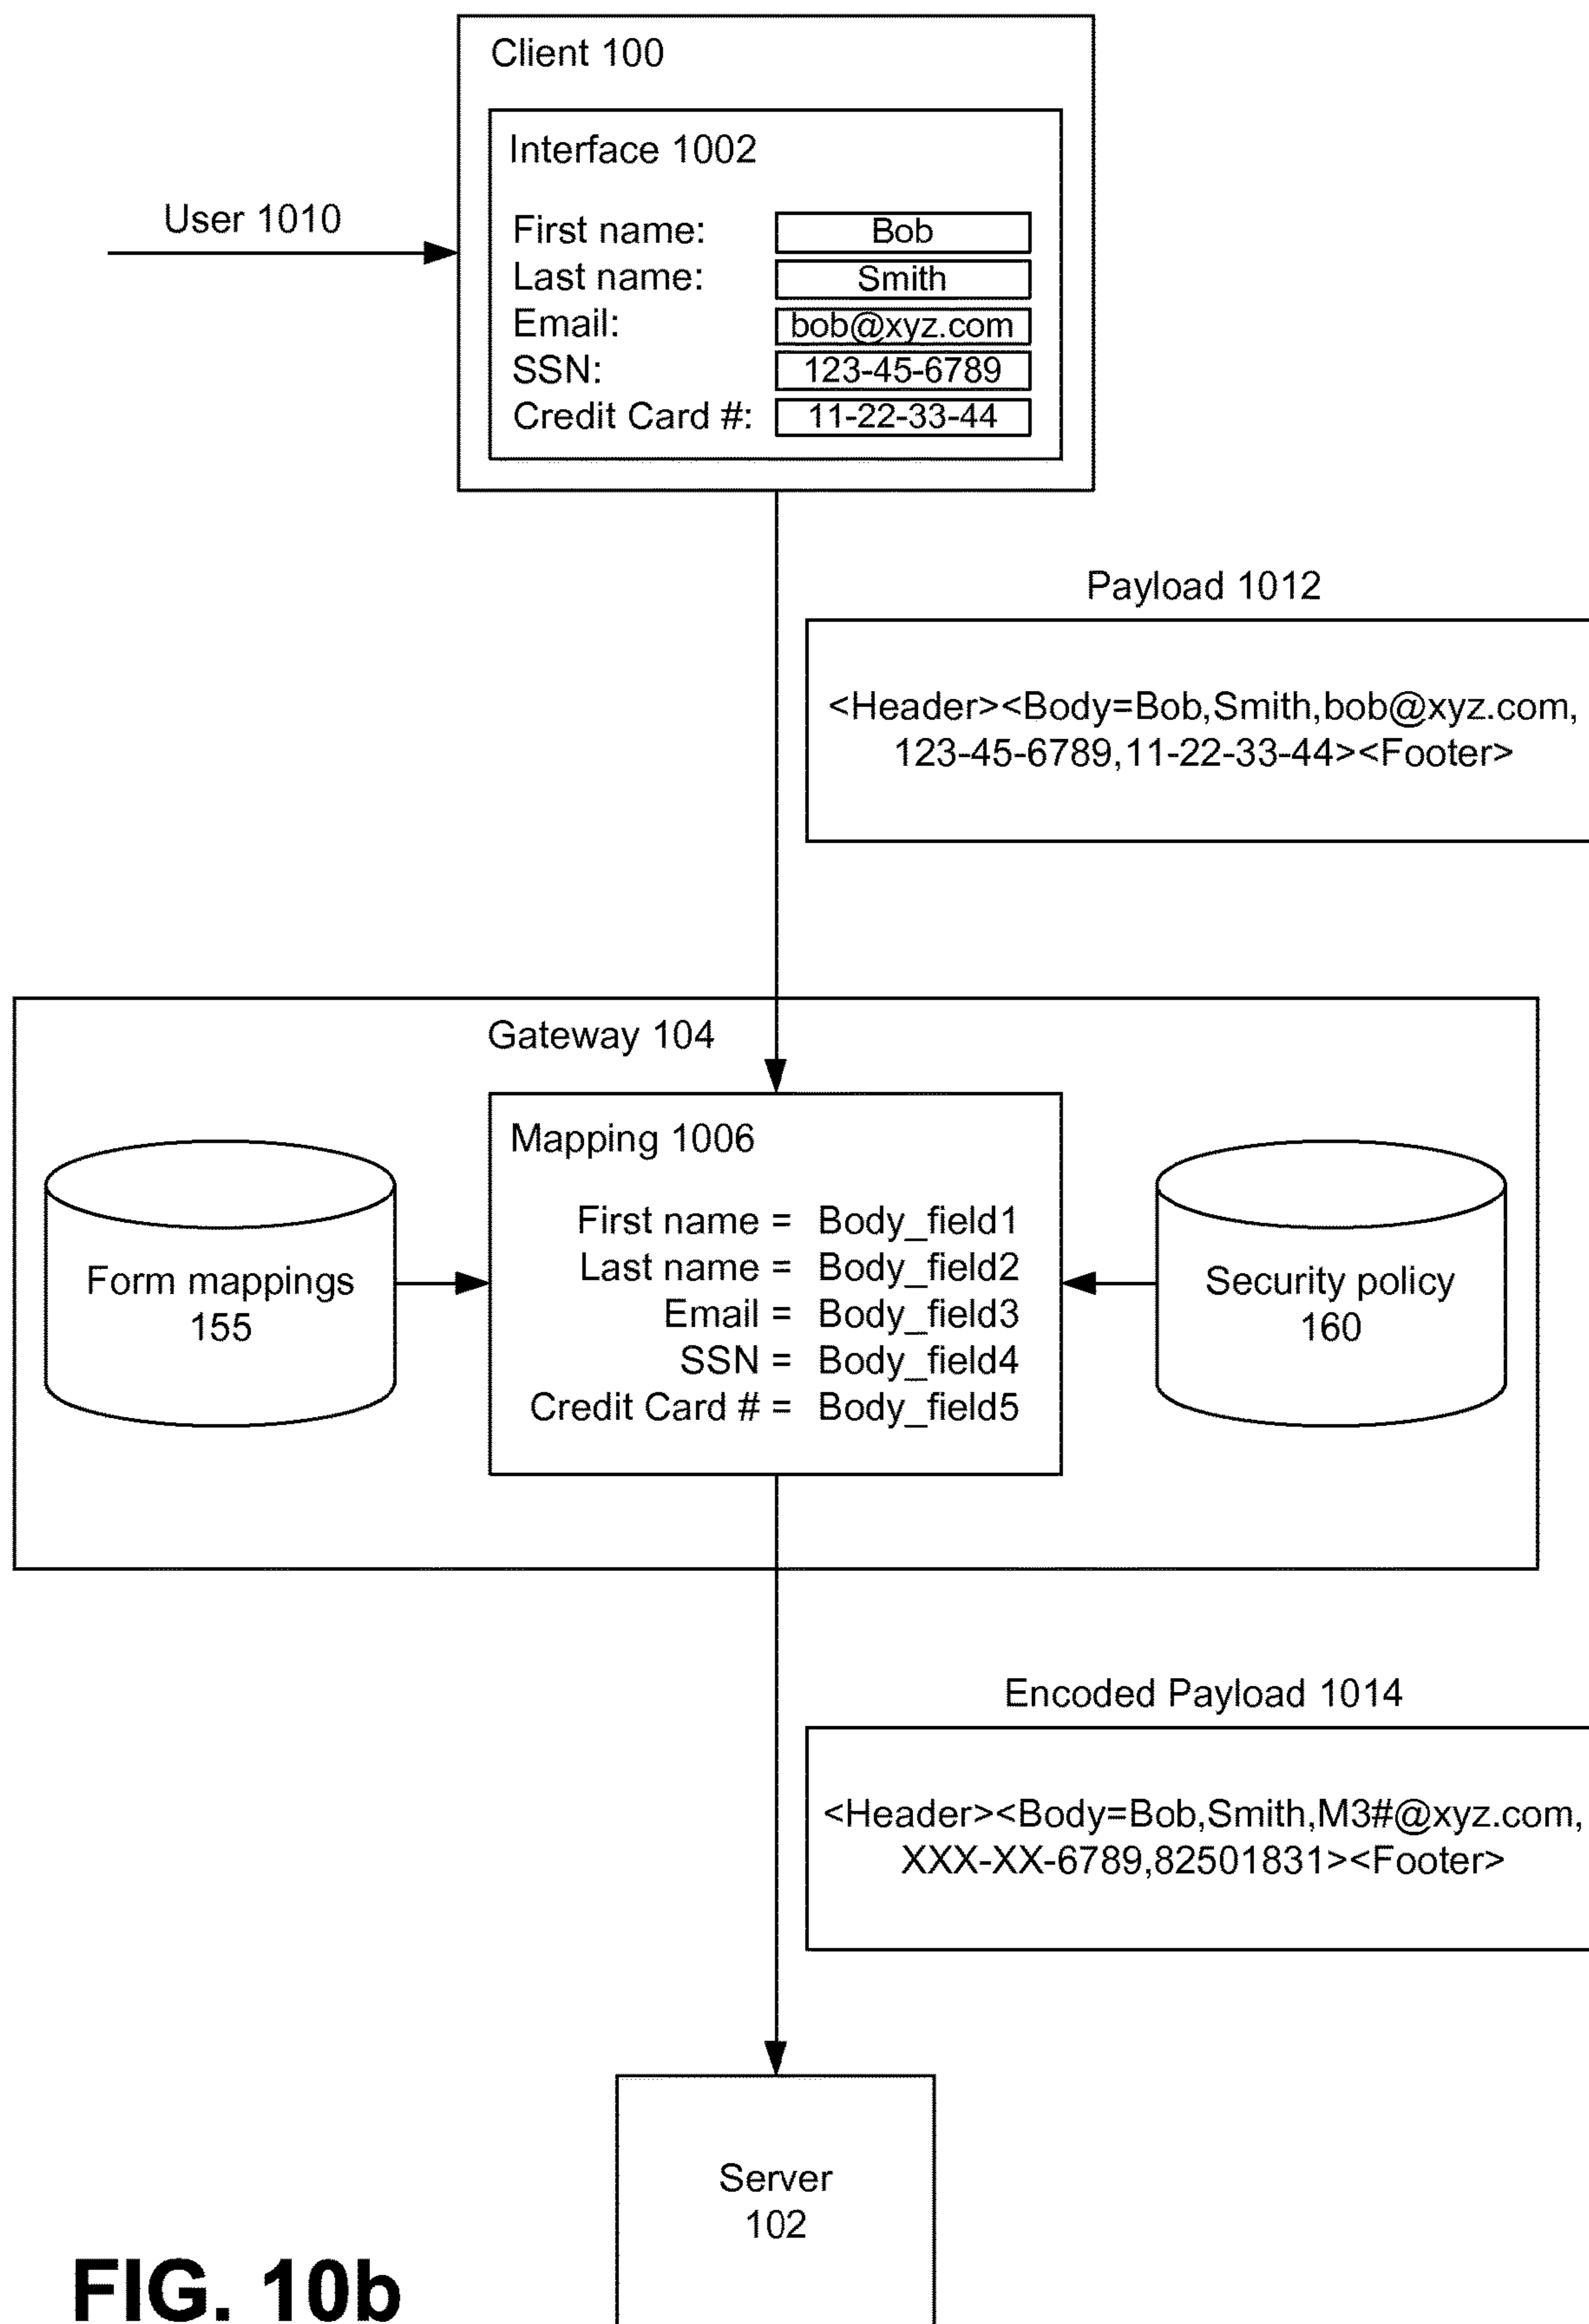 Client 100
Interface 1002
User 1010
First name: Bob
Last name: Smith
Email: bob@xyz.com
SSN: 123-45-6789
Credit Card #: 11-22-33-44
Payload 1012
<Header><Body=Bob,Smith,bob@xyz.com,
123-45-6789,11-22-33-44><Footer>
Gateway 104
Mapping 1006
First name = Body_field1
Last name = Body_field2
Email = Body_field3
SSN = Body_field4
Credit Card # = Body_field5
Form mappings
155
Security policy
160
Encoded Payload 1014
<Header><Body=Bob,Smith,M3#@xyz.com,
XXX-XX-6789,82501831><Footer>
Server
102
FIG. 10b